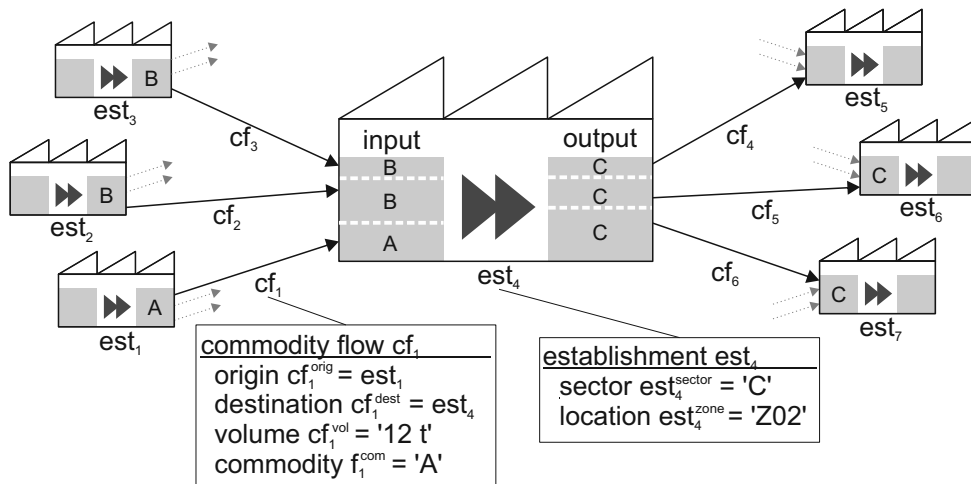 B
est₃
cf₃
B
est₂
cf₂
A
est₁
cf₁
input
output
B
B
A
C
C
C
est₄
cf₄
est₅
cf₅
C
est₆
cf₆
C
est₇
commodity flow cf₁
origin cf₁ᵒʳⁱᵍ = est₁
destination cf₁ᵈᵉˢᵗ = est₄
volume cf₁ᵛᵒˡ = '12 t'
commodity f₁ᶜᵒᵐ = 'A'
establishment est₄
sector est₄ˢᵉᶜᵗᵒʳ = 'C'
location est₄ᶻᵒⁿᵉ = 'Z02'